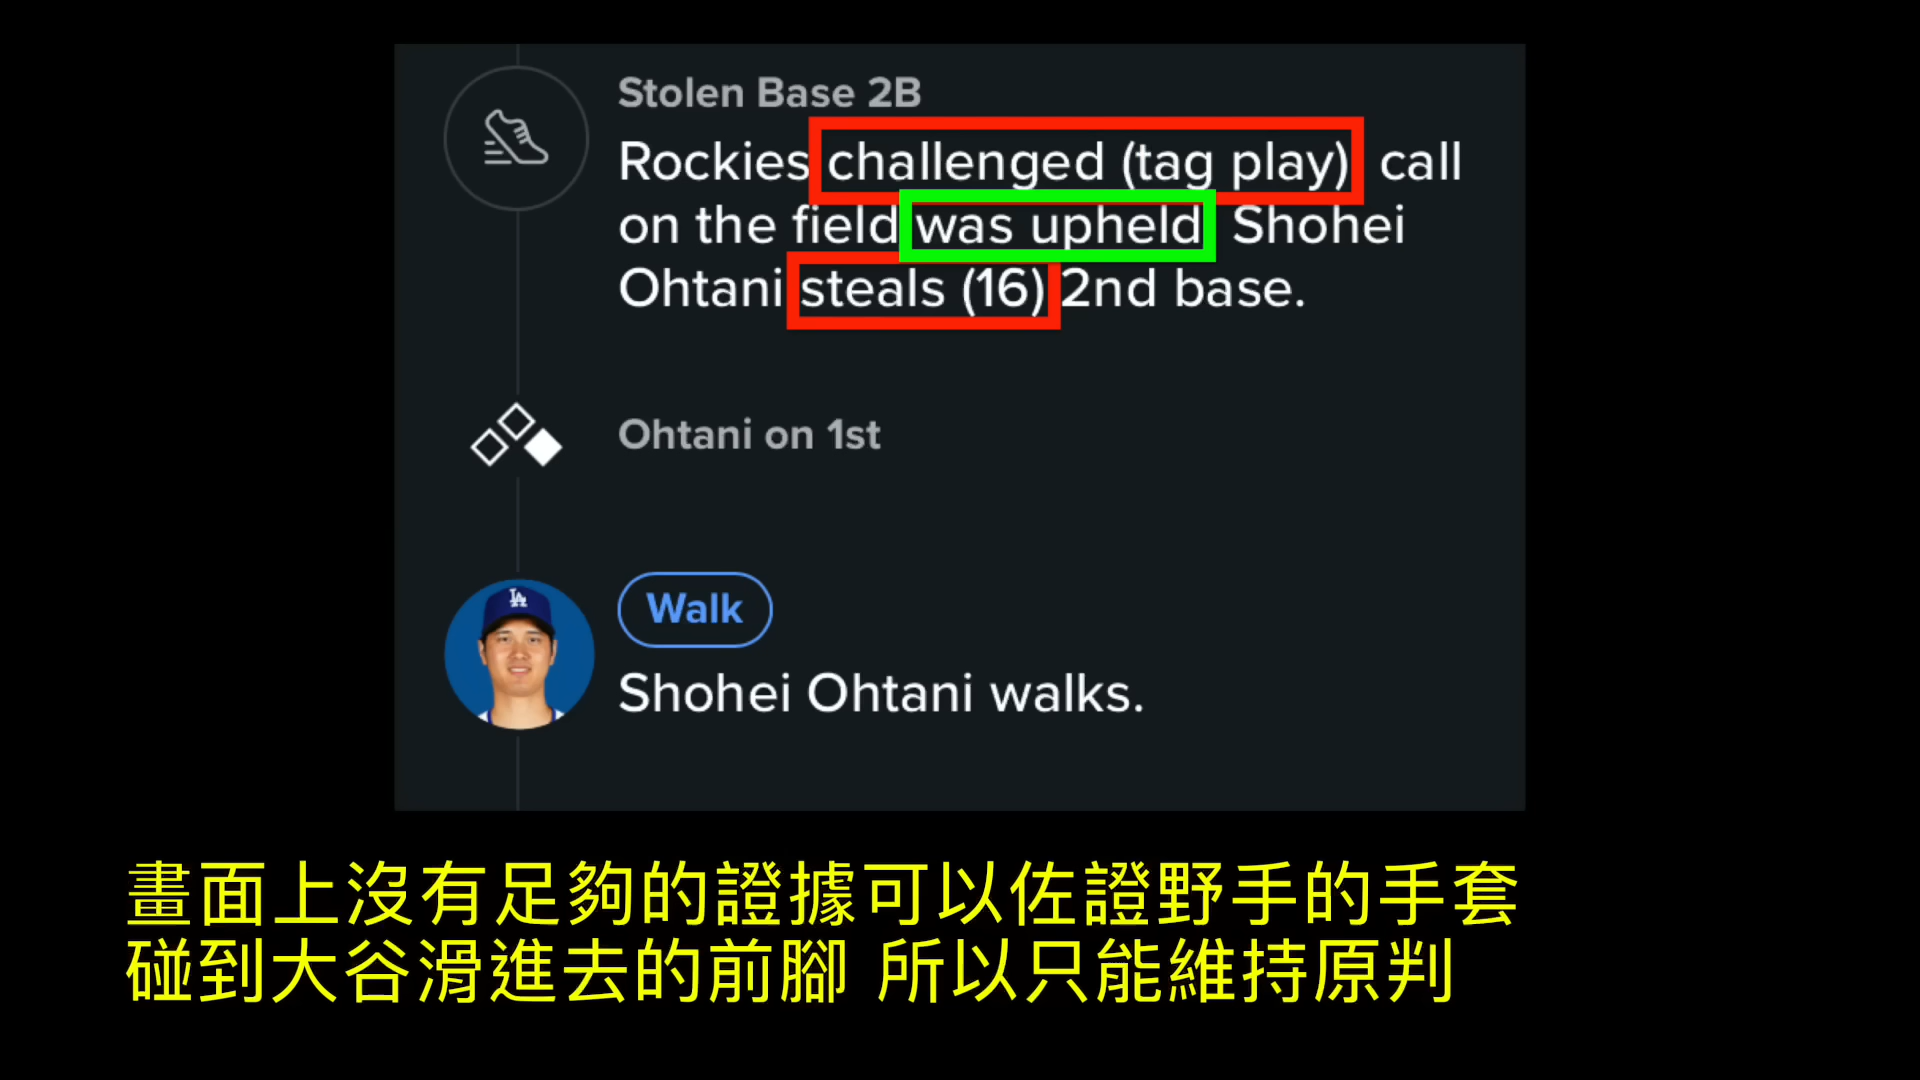 Stolen Base 2B
Rockies challenged (tag play) call
on the field was upheld Shohei
Ohtani steals (16) 2nd base.
Ohtani on 1st
LA
Walk
Shohei Ohtani walks.
畫面上沒有足夠的證據可以佐證野手的手套
碰到大谷滑進去的前腳 所以只能維持原判